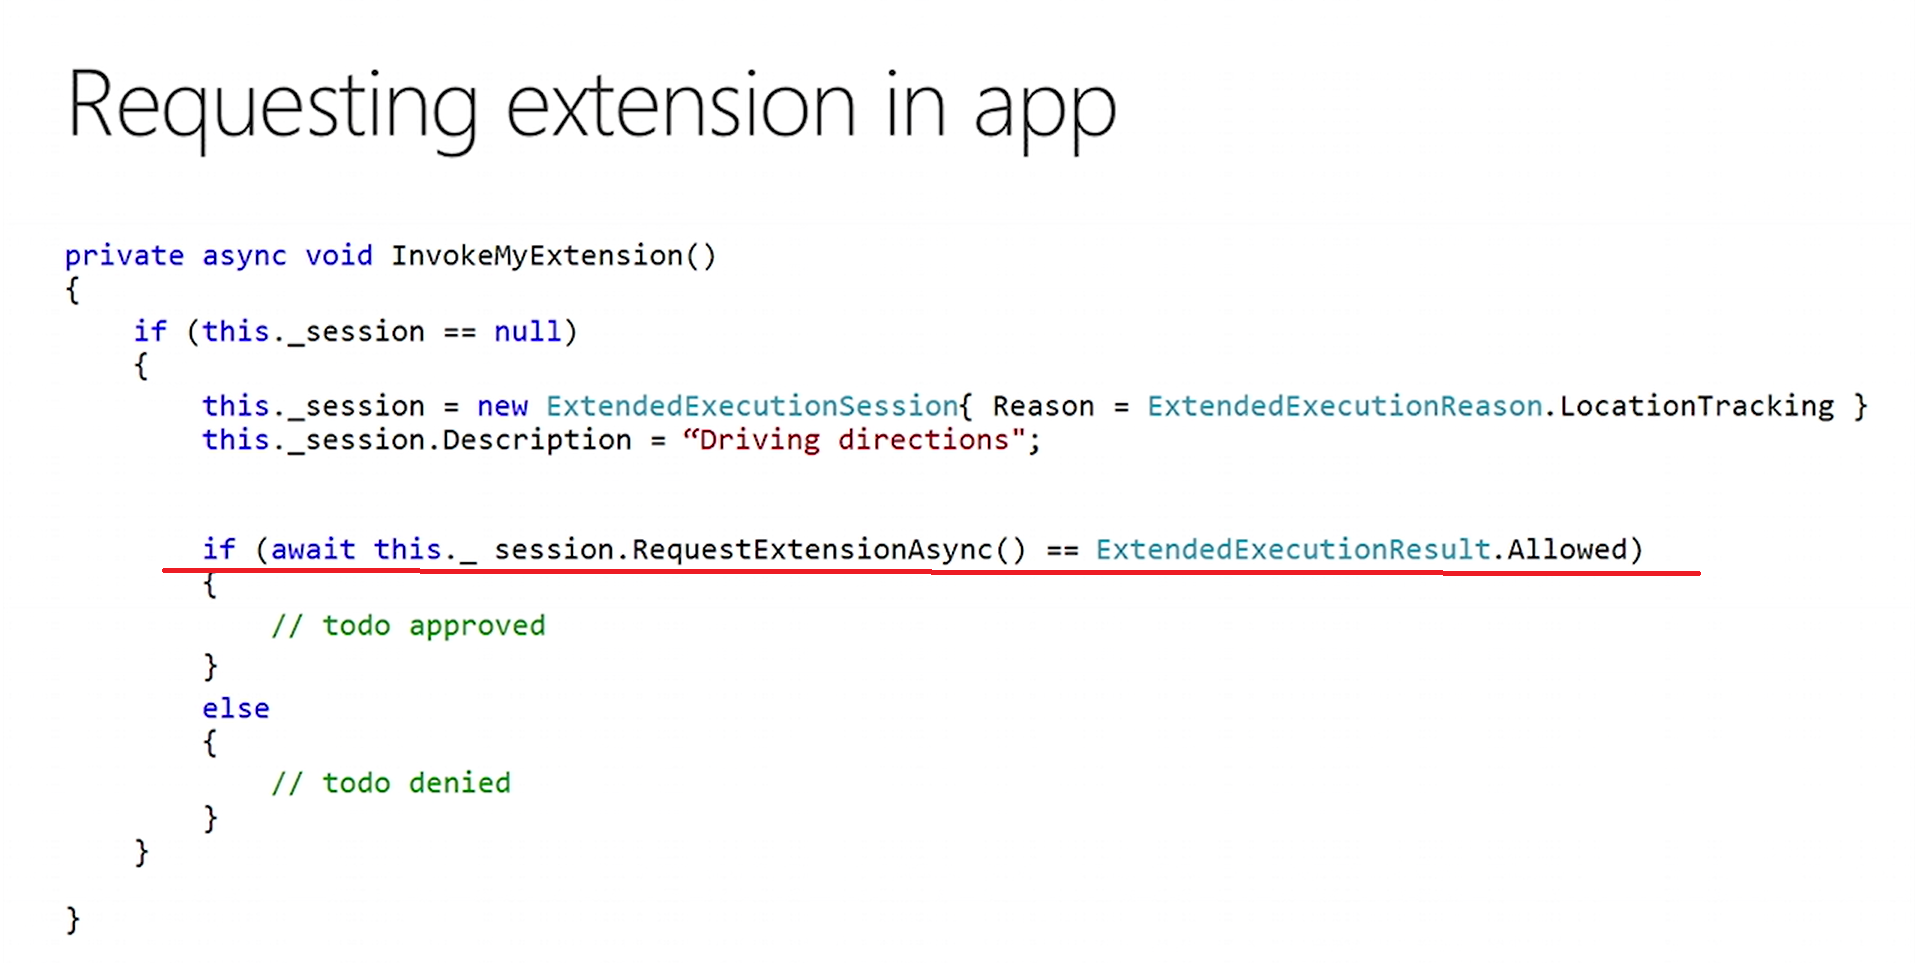 Requesting extension in app
private async void InvokeMyExtension()
{
if (this._session == null)
{
this._session = new ExtendedExecutionSession{ Reason = ExtendedExecutionReason.LocationTracking }
this._session.Description = “Driving directions";
if (await this._ session.RequestExtensionAsync() == ExtendedExecutionResult.Allowed)
{
// todo approved
}
else
{
// todo denied
}
}
}